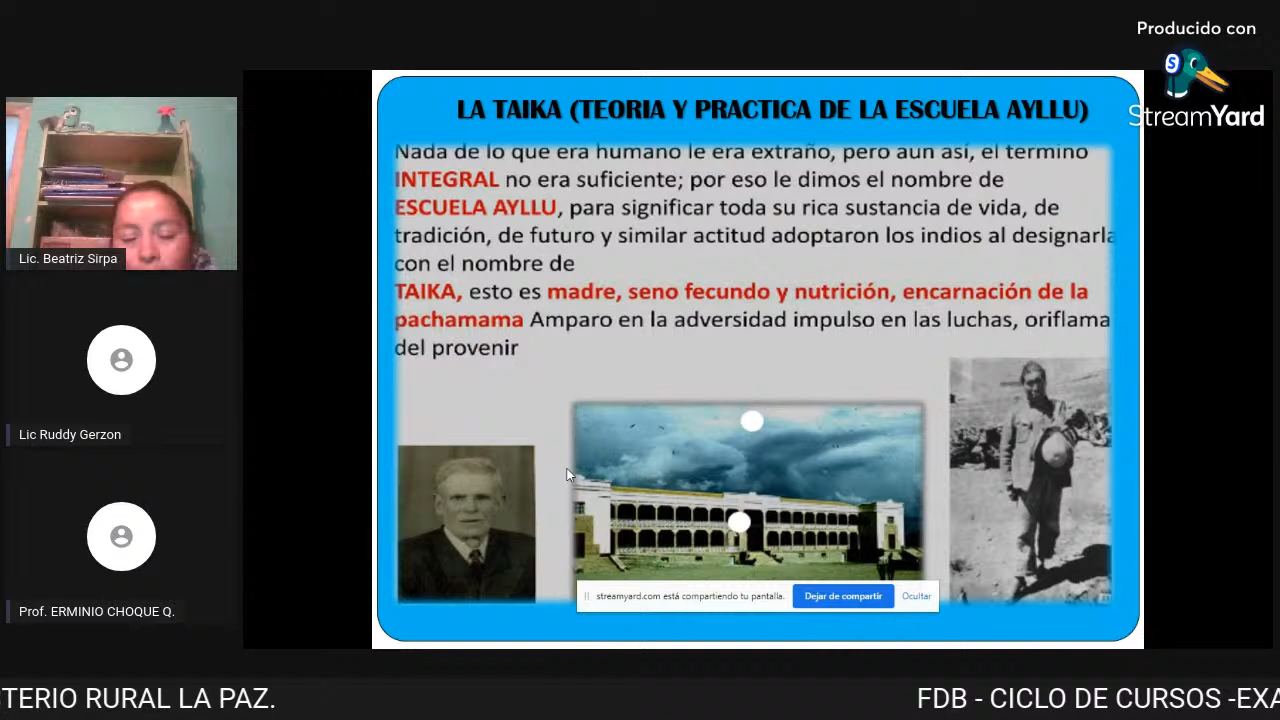 Producido con
StreamYard
LA TAIKA (TEORIA Y PRACTICA DE LA ESCUELA AYLLU)
Nada de lo que era humano le era extraño, pero aun así, el termino
INTEGRAL no era suficiente; por eso le dimos el nombre de
ESCUELA AYLLU, para significar toda su rica sustancia de vida, de
tradición, de futuro y similar actitud adoptaron los indios al designarla
con el nombre de
TAIKA, esto es madre, seno fecundo y nutrición, encarnación de la
pachamama Amparo en la adversidad impulso en las luchas, oriflama
del provenir
Lic. Beatriz Sirpa
Lic Ruddy Gerzon
Prof. ERMINIO CHOQUE Q.
streamyard.com está compartiendo tu pantalla.
Dejar de compartir
Ocultar
TERIO RURAL LA PAZ.
FDB - CICLO DE CURSOS -EXA